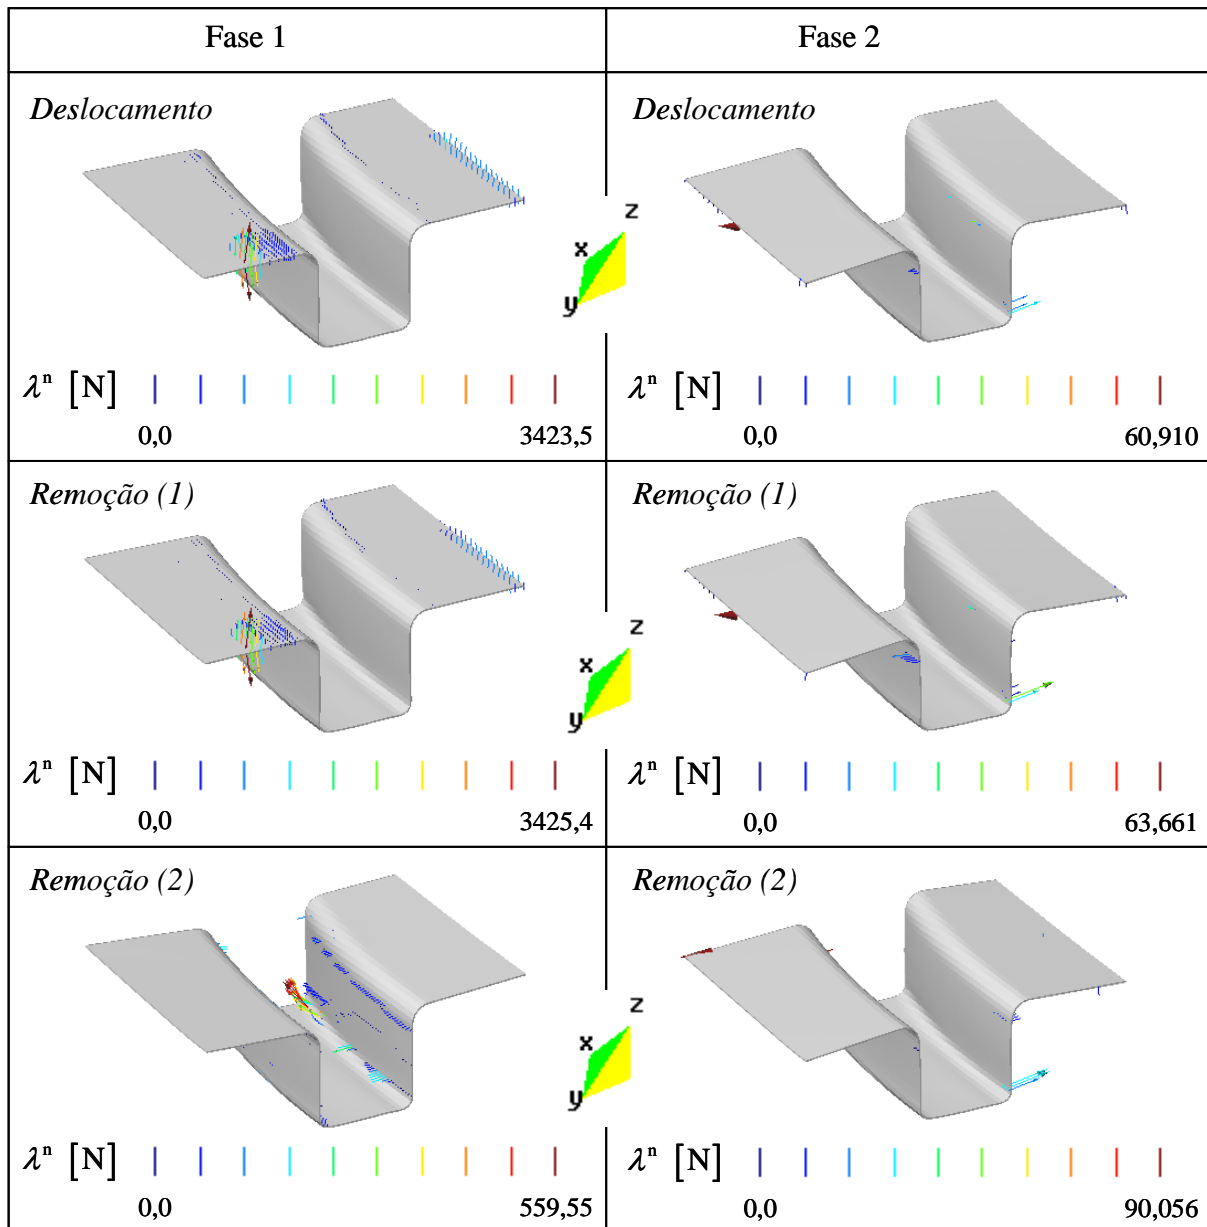 Fase 1
Fase 2
Deslocamento
Deslocamento
z
x
y
λⁿ [N]
0,0
3423,5
λⁿ [N]
0,0
60,910
Remoção (1)
Remoção (1)
z
x
y
λⁿ [N]
0,0
3425,4
λⁿ [N]
0,0
63,661
Remoção (2)
Remoção (2)
z
x
y
λⁿ [N]
0,0
559,55
λⁿ [N]
0,0
90,056